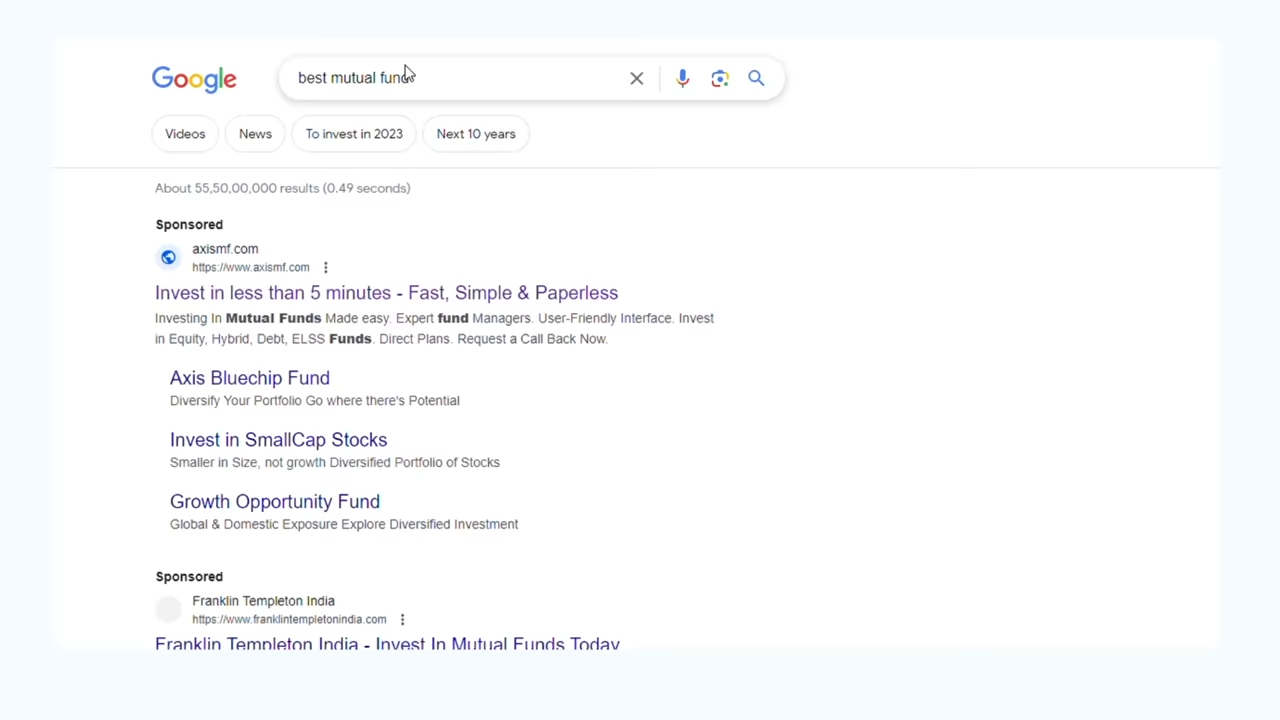 Google
best mutual fund
Videos
News
To invest in 2023
Next 10 years
About 55,50,00,000 results (0.49 seconds)
Sponsored
axismf.com
https://www.axismf.com
Invest in less than 5 minutes - Fast, Simple & Paperless
Investing In Mutual Funds Made easy. Expert fund Managers. User-Friendly Interface. Invest
in Equity, Hybrid, Debt, ELSS Funds. Direct Plans. Request a Call Back Now.
Axis Bluechip Fund
Diversify Your Portfolio Go where there's Potential
Invest in SmallCap Stocks
Smaller in Size, not growth Diversified Portfolio of Stocks
Growth Opportunity Fund
Global & Domestic Exposure Explore Diversified Investment
Sponsored
Franklin Templeton India
https://www.franklintempletonindia.com
Franklin Templeton India - Invest In Mutual Funds Today